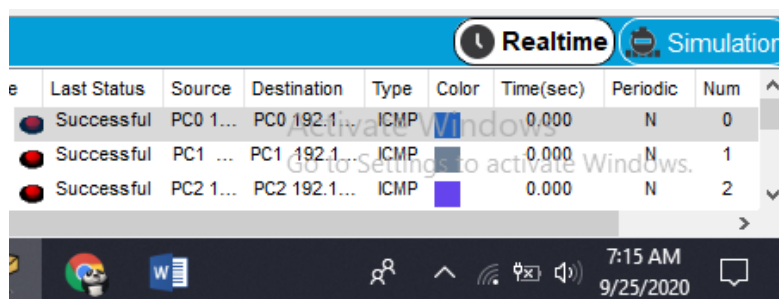 Realtime Simulation
e Last Status Source Destination Type Color Time(sec) Periodic Num
Successful PC0 1... PC0 192.1... ICMP 0.000 N 0
Successful PC1 ... PC1 192.1... ICMP 0.000 N 1
Successful PC2 1... PC2 192.1... ICMP 0.000 N 2
Activate Windows
Go to Settings to activate Windows.
W
7:15 AM
9/25/2020